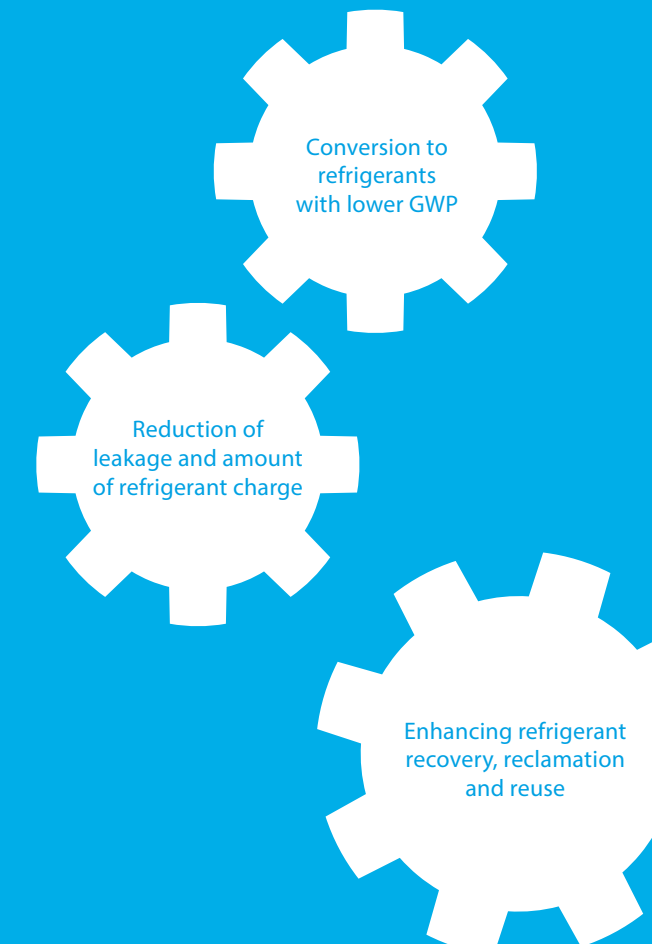 Conversion to
refrigerants
with lower GWP
Reduction of
leakage and amount
of refrigerant charge
Enhancing refrigerant
recovery, reclamation
and reuse